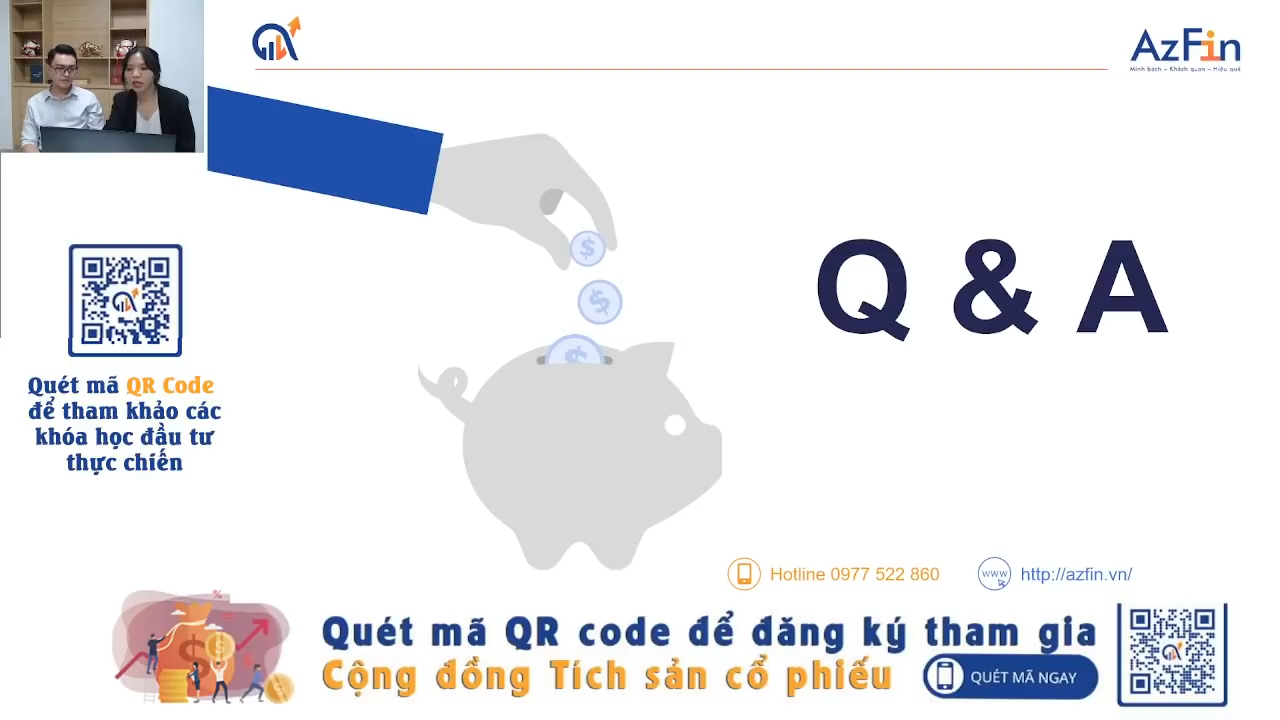 AzFin
Minh bạch – Khách quan – Hiệu quả
Q & A
Quét mã QR Code
để tham khảo các
khóa học đầu tư
thực chiến
Hotline 0977 522 860
www
http://azfin.vn/
Quét mã QR code để đăng ký tham gia
Cộng đồng Tích sản cổ phiếu
QUÉT MÃ NGAY